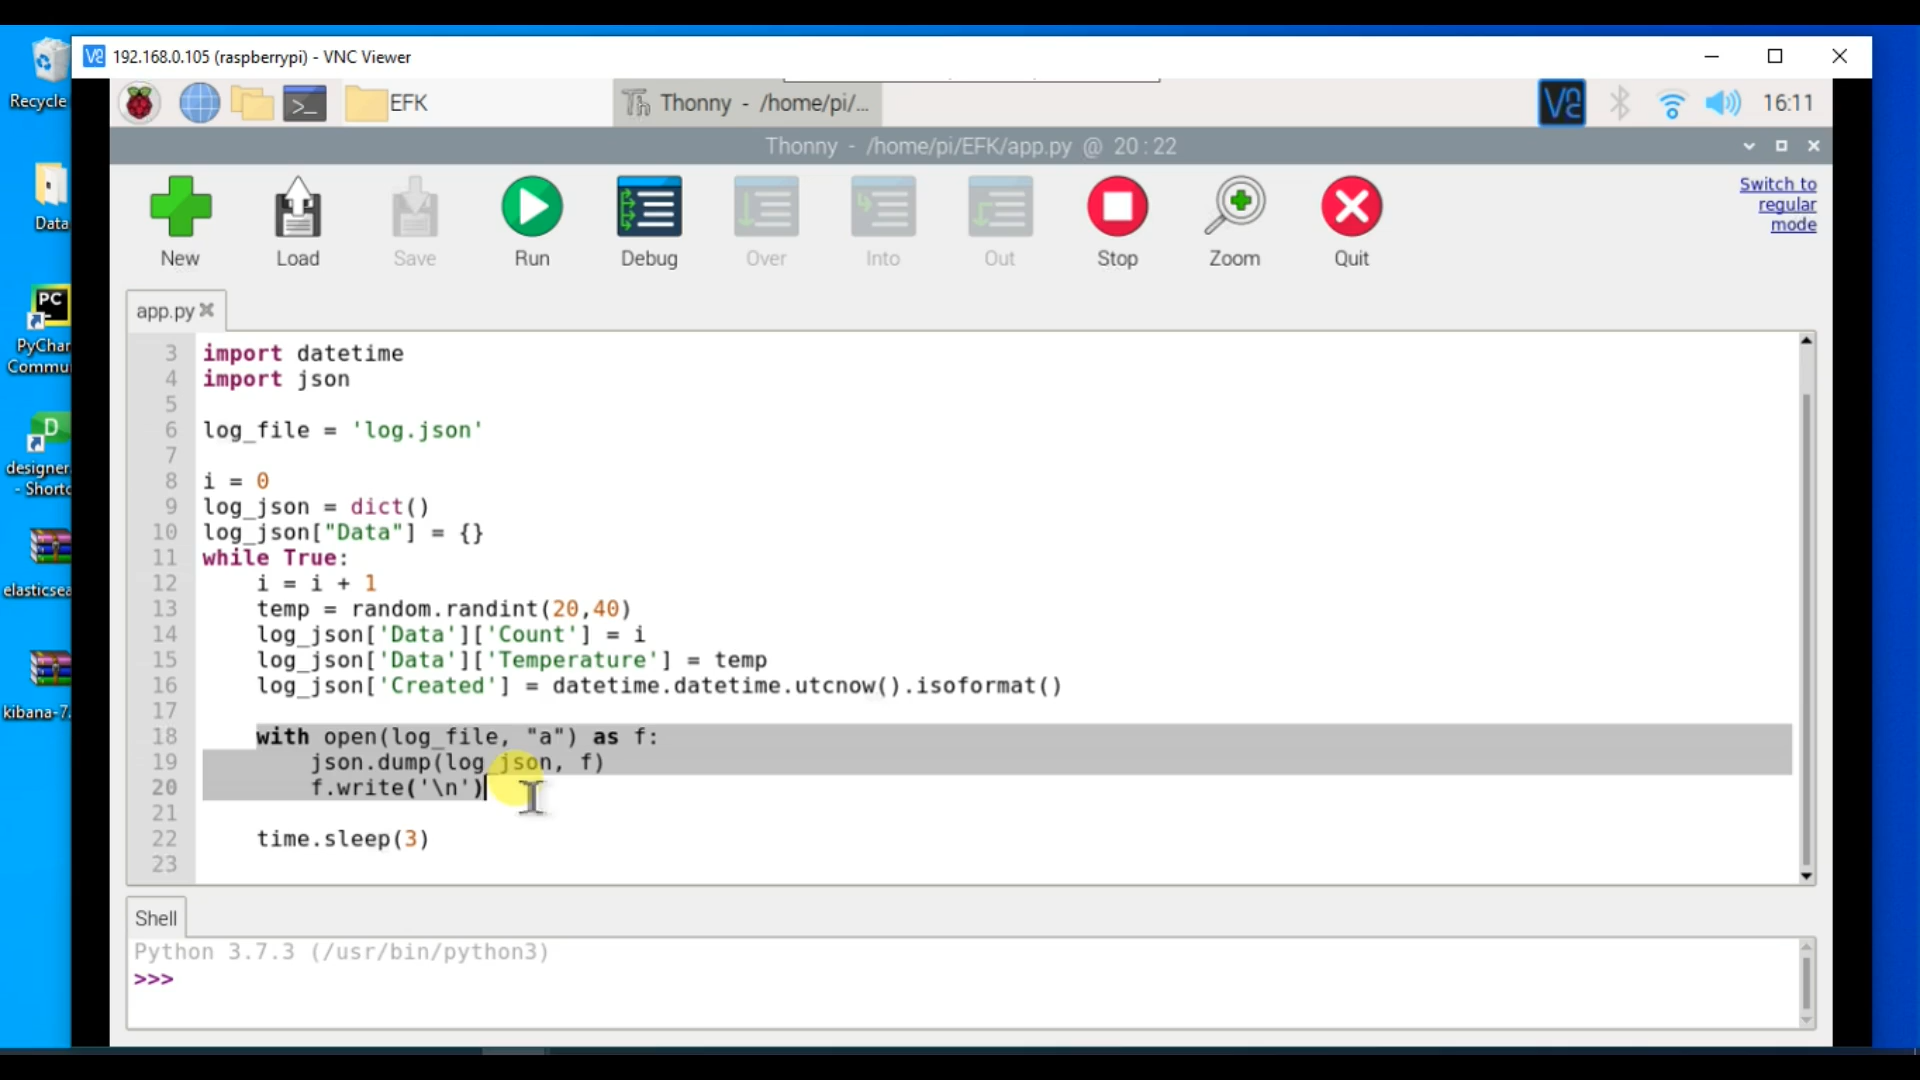 Recycle
Data
PyChar
Commu
designer.
- Shortc
elasticsea
kibana-7.
192.168.0.105 (raspberrypi) - VNC Viewer
EFK
Thonny - /home/pi/...
16:11
Thonny - /home/pi/EFK/app.py @ 20:22
New
Load
Save
Run
Debug
Over
Into
Out
Stop
Zoom
Quit
Switch to
regular
mode
app.py
3 import datetime
4 import json
5
6 log_file = 'log.json'
7
8 i = 0
9 log_json = dict()
10 log_json["Data"] = {}
11 while True:
12 i = i + 1
13 temp = random.randint(20,40)
14 log_json['Data']['Count'] = i
15 log_json['Data']['Temperature'] = temp
16 log_json['Created'] = datetime.datetime.utcnow().isoformat()
17
18 with open(log_file, "a") as f:
19 json.dump(log_json, f)
20 f.write('\n')
21
22 time.sleep(3)
23
Shell
Python 3.7.3 (/usr/bin/python3)
>>>